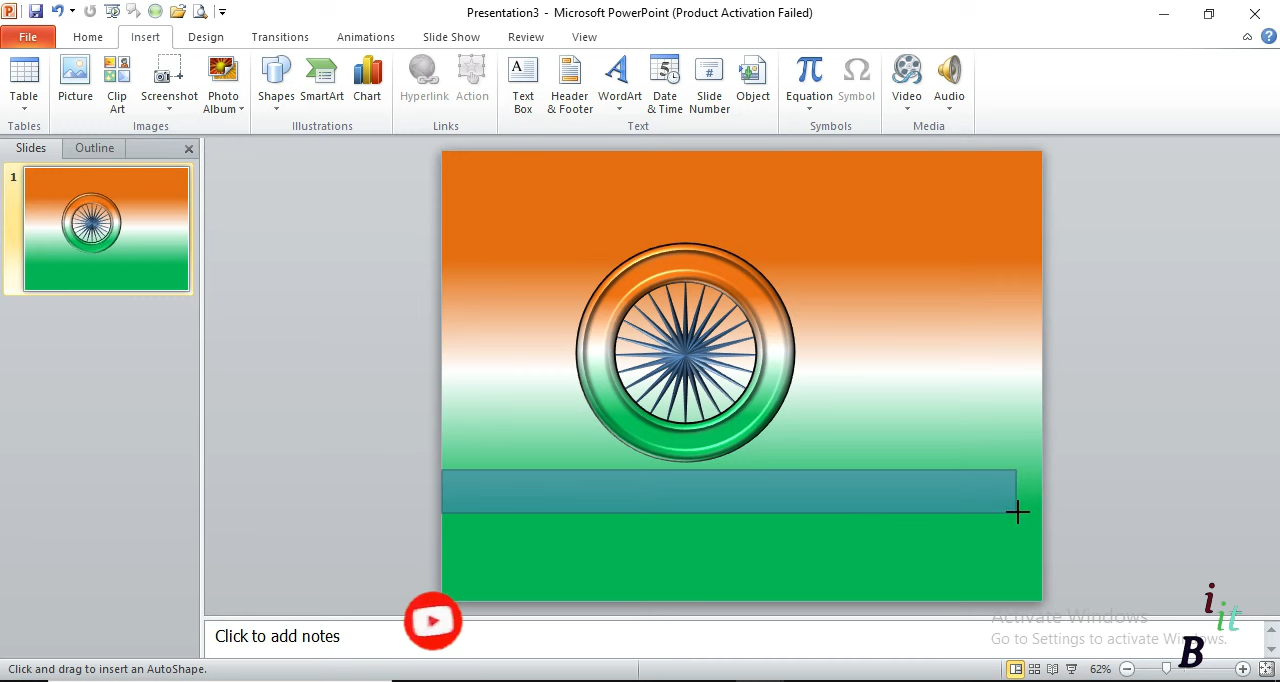 Presentation3 - Microsoft PowerPoint (Product Activation Failed)
File Home Insert Design Transitions Animations Slide Show Review View
Table Picture Clip Art Screenshot Photo Album Shapes SmartArt Chart Hyperlink Action Text Box Header & Footer WordArt Date & Time Slide Number Object Equation Symbol Video Audio
Tables Images Illustrations Links Text Symbols Media
Slides Outline
1
Click to add notes
Activate Windows
Go to Settings to activate Windows.
i it
B
Click and drag to insert an AutoShape.
62%